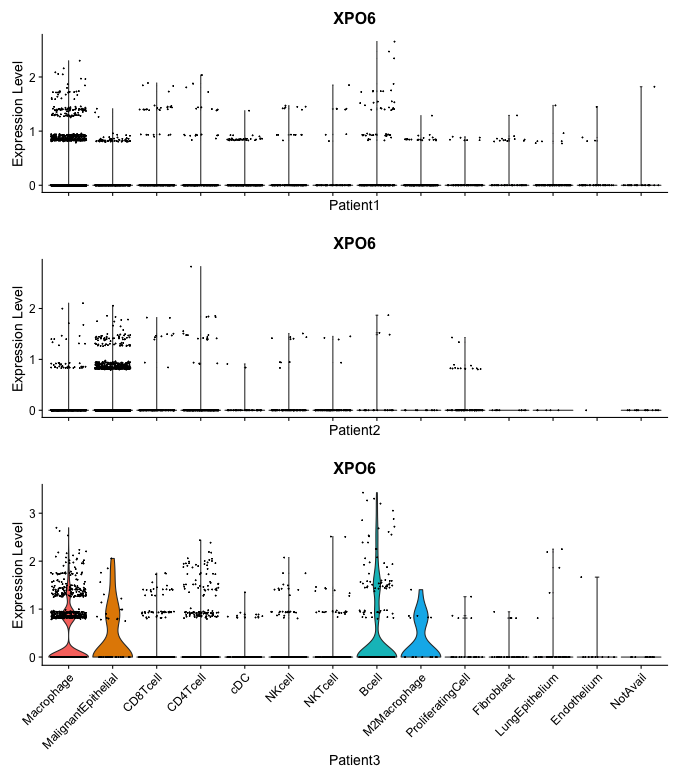 XPO6
Expression Level
2
1
0
Patient1
XPO6
Expression Level
2
1
0
Patient2
XPO6
Expression Level
3
2
1
0
Macrophage
MalignantEpithelial
CD8Tcell
CD4Tcell
cDC
NKcell
NKTcell
Bcell
M2Macrophage
ProliferatingCell
Fibroblast
LungEpithelium
Endothelium
NotAvail
Patient3